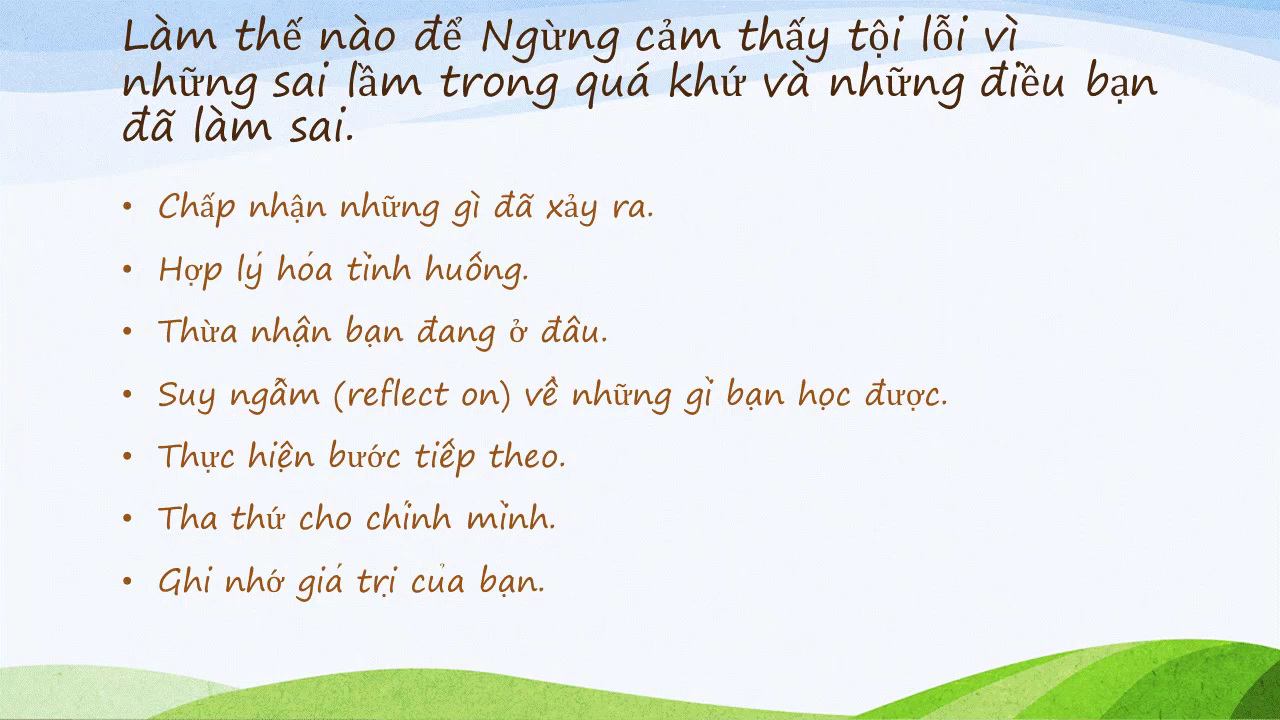 Làm thế nào để Ngừng cảm thấy tội lỗi vì
những sai lầm trong quá khứ và những điều bạn
đã làm sai.
• Chấp nhận những gì đã xảy ra.
• Hợp lý hóa tình huống.
• Thừa nhận bạn đang ở đâu.
• Suy ngẫm (reflect on) về những gì bạn học được.
• Thực hiện bước tiếp theo.
• Tha thứ cho chính mình.
• Ghi nhớ giá trị của bạn.